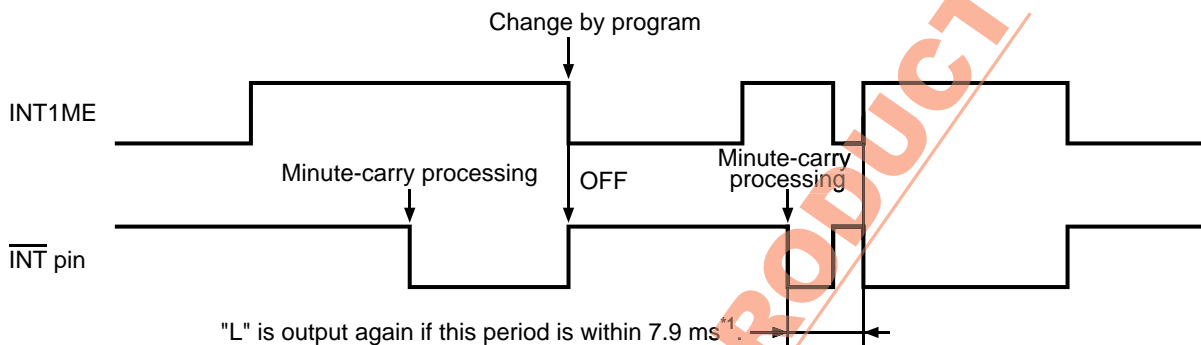 Change by program
INT1ME
Minute-carry processing
OFF
Minute-carry
processing
INT pin
"L" is output again if this period is within 7.9 ms*1.
RODUCT